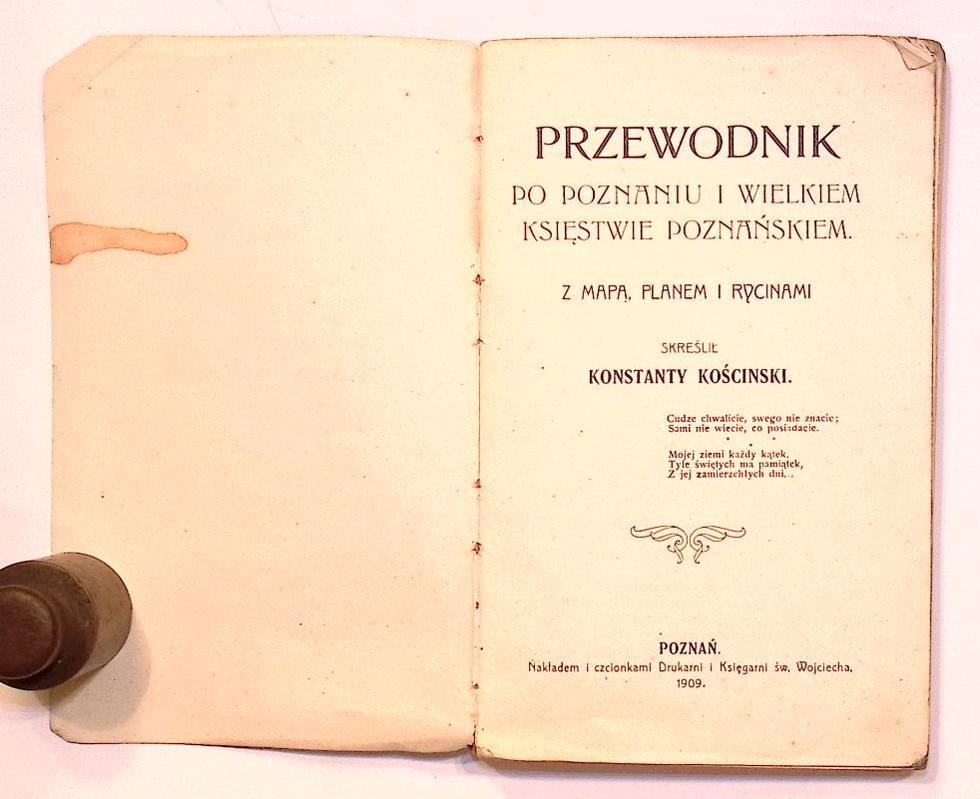 PRZEWODNIK
PO POZNANIU I WIELKIEM
KSIĘSTWIE POZNAŃSKIEM.
Z MAPĄ, PLANEM I RYCINAMI
SKREŚLIŁ
KONSTANTY KOŚCINSKI.
Cudze chwalicie, swego nie znacie;
Sami nie wiecie, co posiadacie.
* * *
Mojej ziemi każdy kątek,
Tyle świętych ma pamiątek,
Z jej zamierzchłych dni...
POZNAŃ.
Nakładem i czcionkami Drukarni i Księgarni św. Wojciecha.
1909.